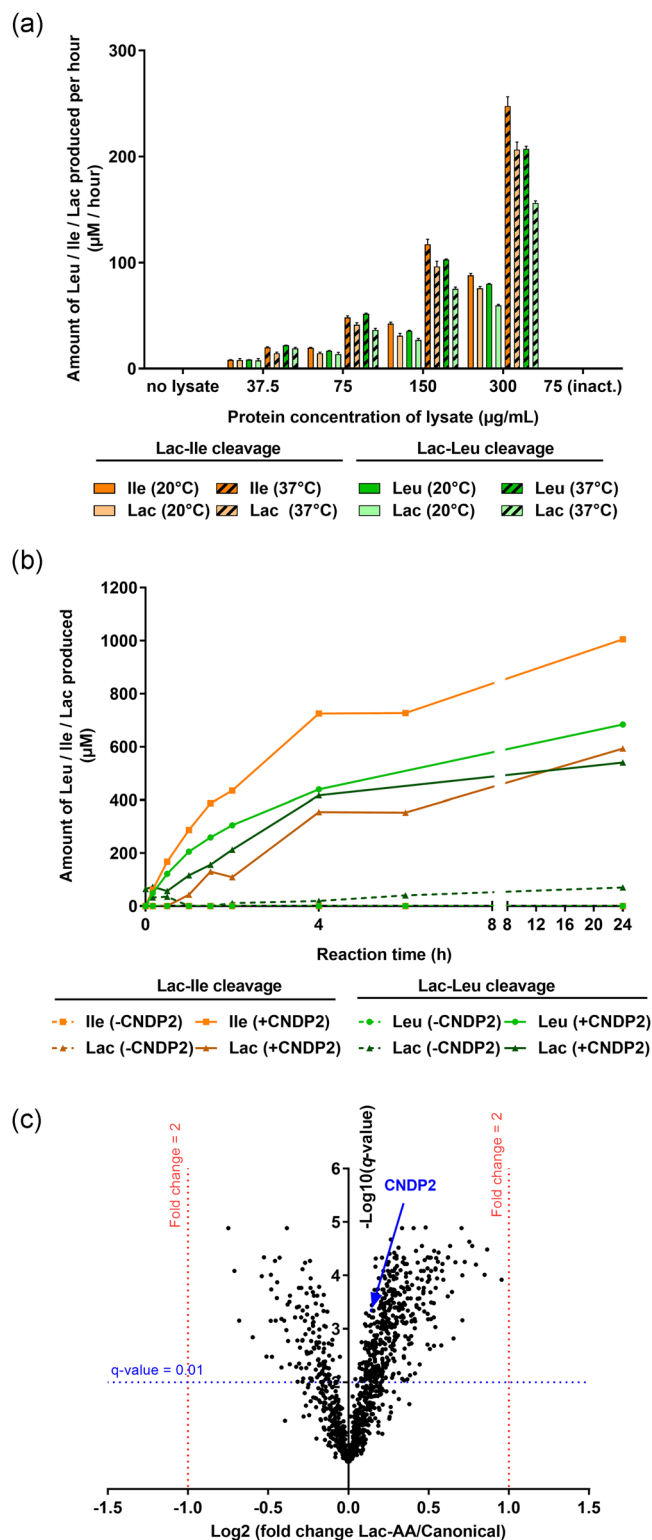 (a)
Amount of Leu / Ile / Lac produced per hour
(µM / hour)
300
200
100
0
no lysate 37.5 75 150 300 75 (inact.)
Protein concentration of lysate (µg/mL)
Lac-Ile cleavage Lac-Leu cleavage
Ile (20°C) Ile (37°C) Leu (20°C) Leu (37°C)
Lac (20°C) Lac (37°C) Lac (20°C) Lac (37°C)
(b)
Amount of Leu / Ile / Lac produced
(µM)
1200
1000
800
600
400
200
0
0 4 8 8 12 16 20 24
Reaction time (h)
Lac-Ile cleavage Lac-Leu cleavage
Ile (-CNDP2) Ile (+CNDP2) Leu (-CNDP2) Leu (+CNDP2)
Lac (-CNDP2) Lac (+CNDP2) Lac (-CNDP2) Lac (+CNDP2)
(c)
Fold change = 2
-Log10(q-value)
Fold change = 2
CNDP2
6
5
4
3
2
q-value = 0.01
-1.5 -1.0 -0.5 0.0 0.5 1.0 1.5
Log2 (fold change Lac-AA/Canonical)